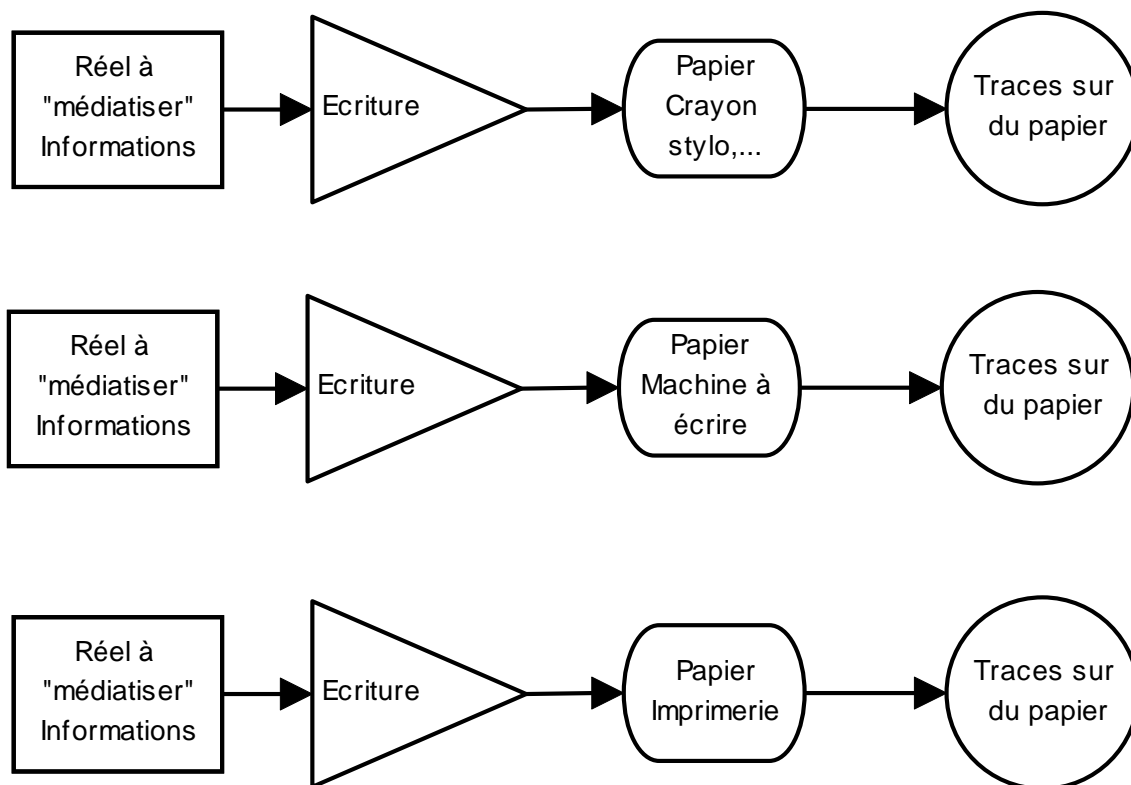 Réel à
"médiatiser"
Informations
Ecriture
Papier
Crayon
stylo,...
Traces sur
du papier
Réel à
"médiatiser"
Informations
Ecriture
Papier
Machine à
écrire
Traces sur
du papier
Réel à
"médiatiser"
Informations
Ecriture
Papier
Imprimerie
Traces sur
du papier